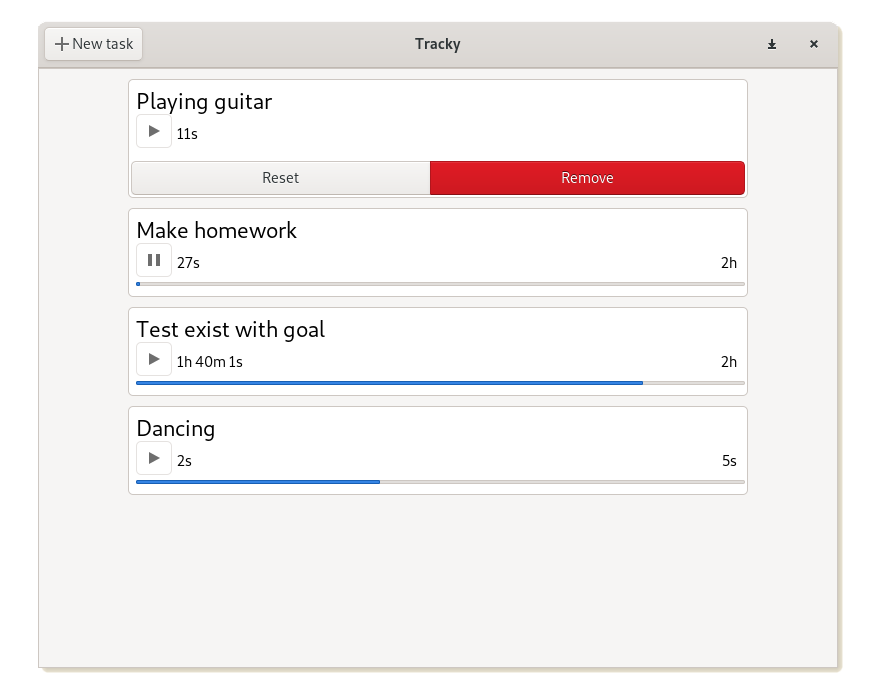 New task
Tracky
Playing guitar
11s
Reset
Remove
Make homework
27s
2h
Test exist with goal
1h 40m 1s
2h
Dancing
2s
5s